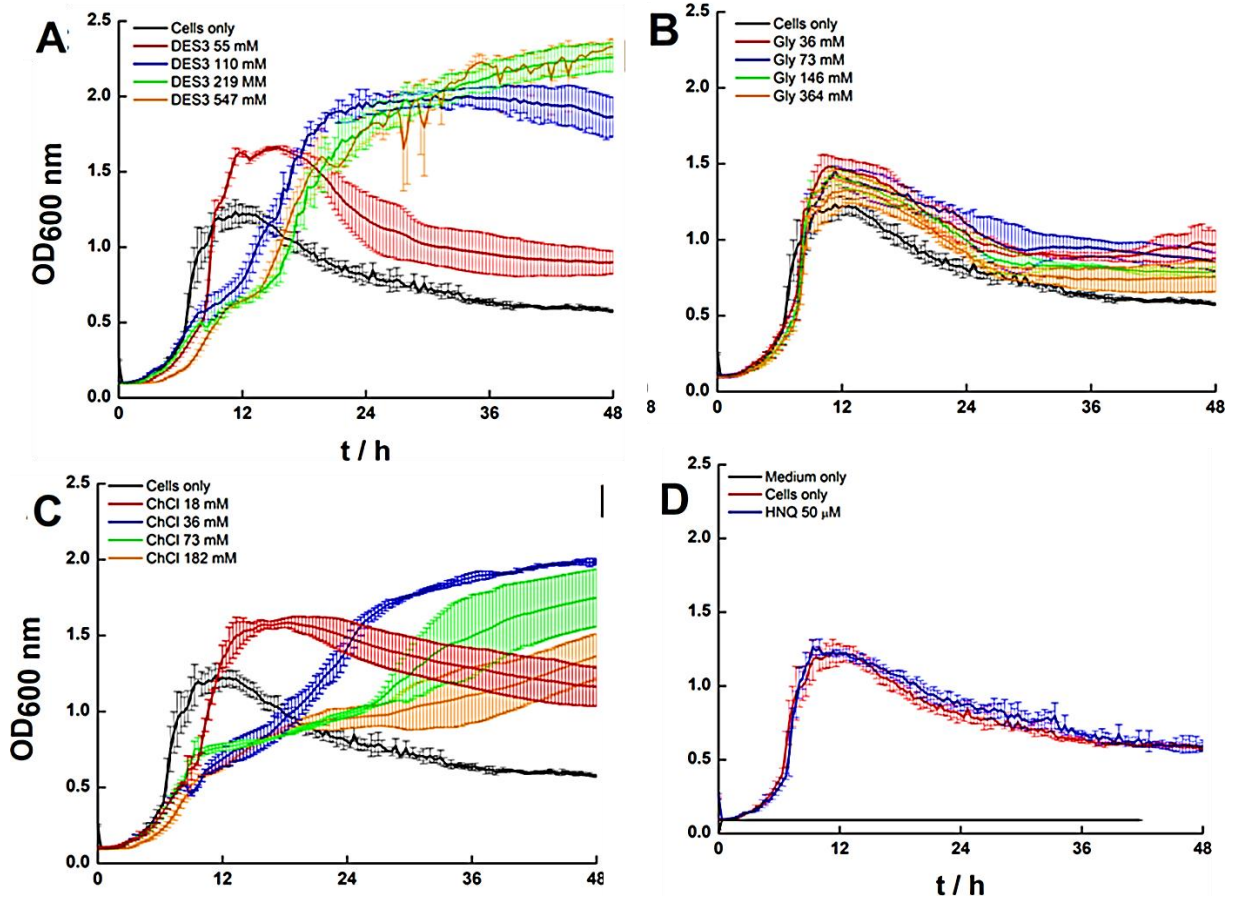 A
Cells only
DES3 55 mM
DES3 110 mM
DES3 219 MM
DES3 547 mM
OD600 nm
2.5
2.0
1.5
1.0
0.5
0.0
0 12 24 36 48
t / h
B
Cells only
Gly 36 mM
Gly 73 mM
Gly 146 mM
Gly 364 mM
2.5
2.0
1.5
1.0
0.5
0.0
8
0 12 24 36 48
C
Cells only
ChCl 18 mM
ChCl 36 mM
ChCl 73 mM
ChCl 182 mM
OD600 nm
2.5
2.0
1.5
1.0
0.5
0.0
0 12 24 36 48
D
Medium only
Cells only
HNQ 50 μM
2.5
2.0
1.5
1.0
0.5
0.0
0 12 24 36 48
t / h